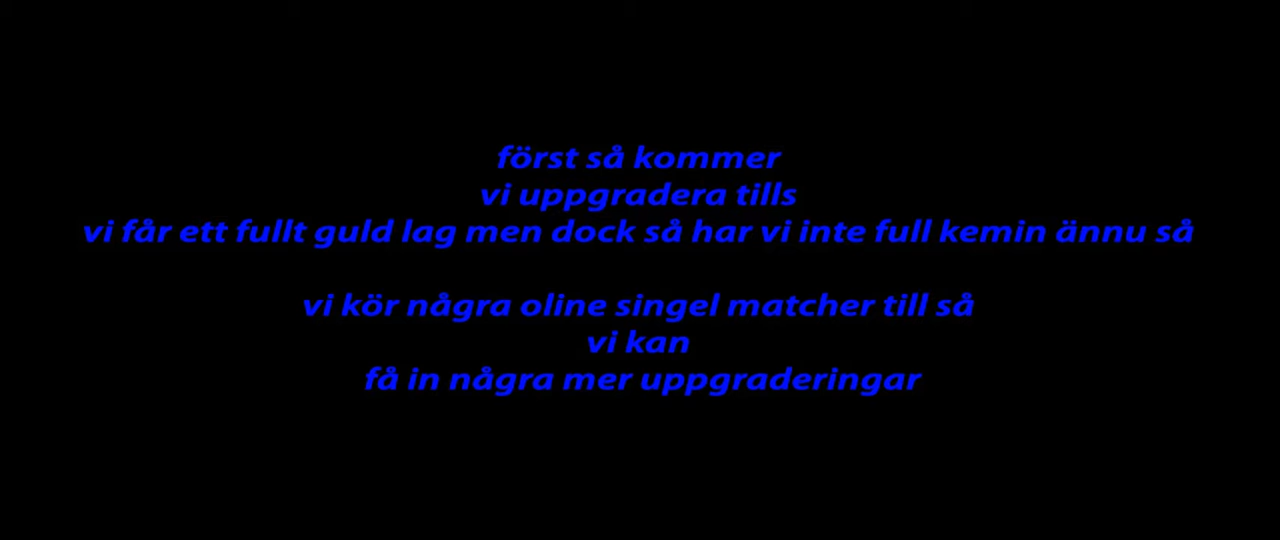 först så kommer
vi uppgradera tills
vi får ett fullt guld lag men dock så har vi inte full kemin ännu så
vi kör några oline singel matcher till så
vi kan
få in några mer uppgraderingar